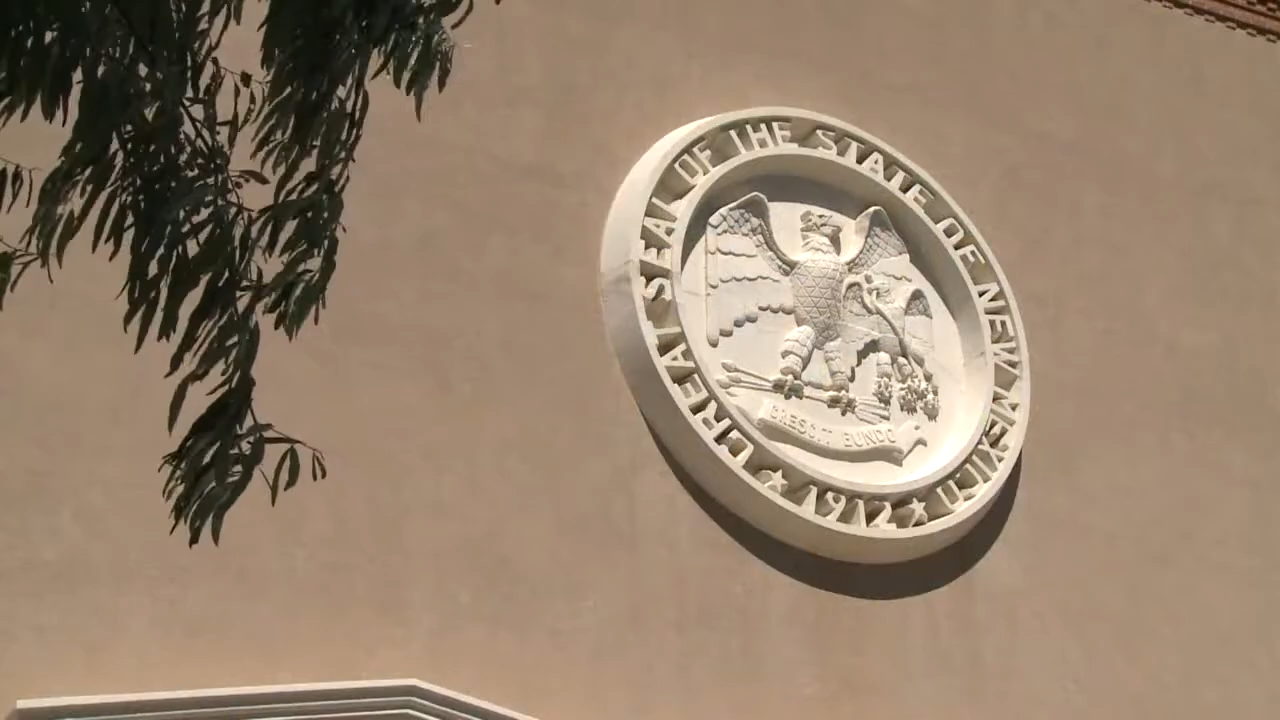 GREAT SEAL OF THE STATE OF NEW MEXICO
★ 1912 ★
CRESCIT EUNDO